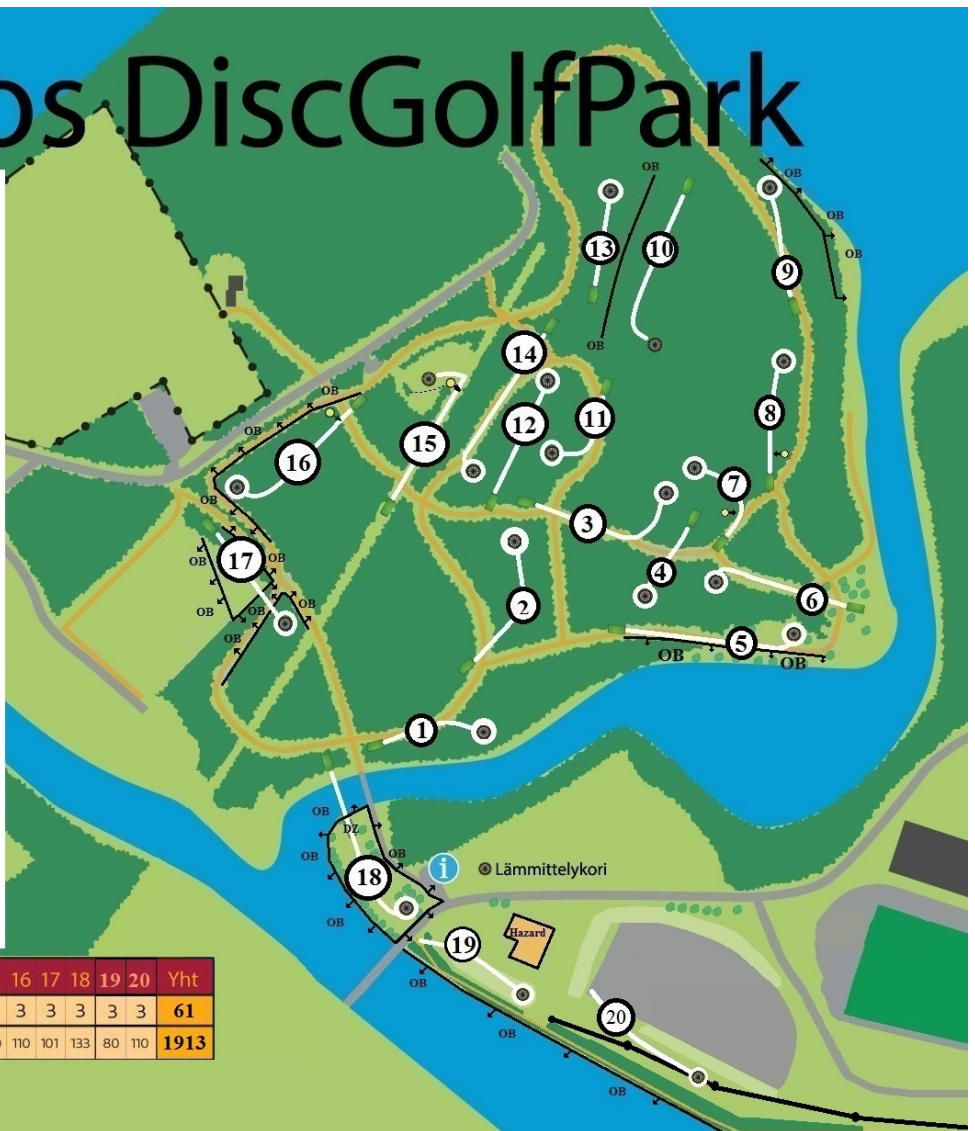 os DiscGolfPark
OB
OB
13
10
9
OB
OB
OB
14
8
OB
12
11
OB
15
16
7
OB
3
OB
17
OB
4
OB
6
OB
OB
2
OB
OB
5
OB
OB
1
OB
DZ
OB
OB
18
i
Lämmittelykori
OB
19
Hazard
OB
20
OB
OB
16 17 18 19 20 Yht
3 3 3 3 3 61
110 101 133 80 110 1913